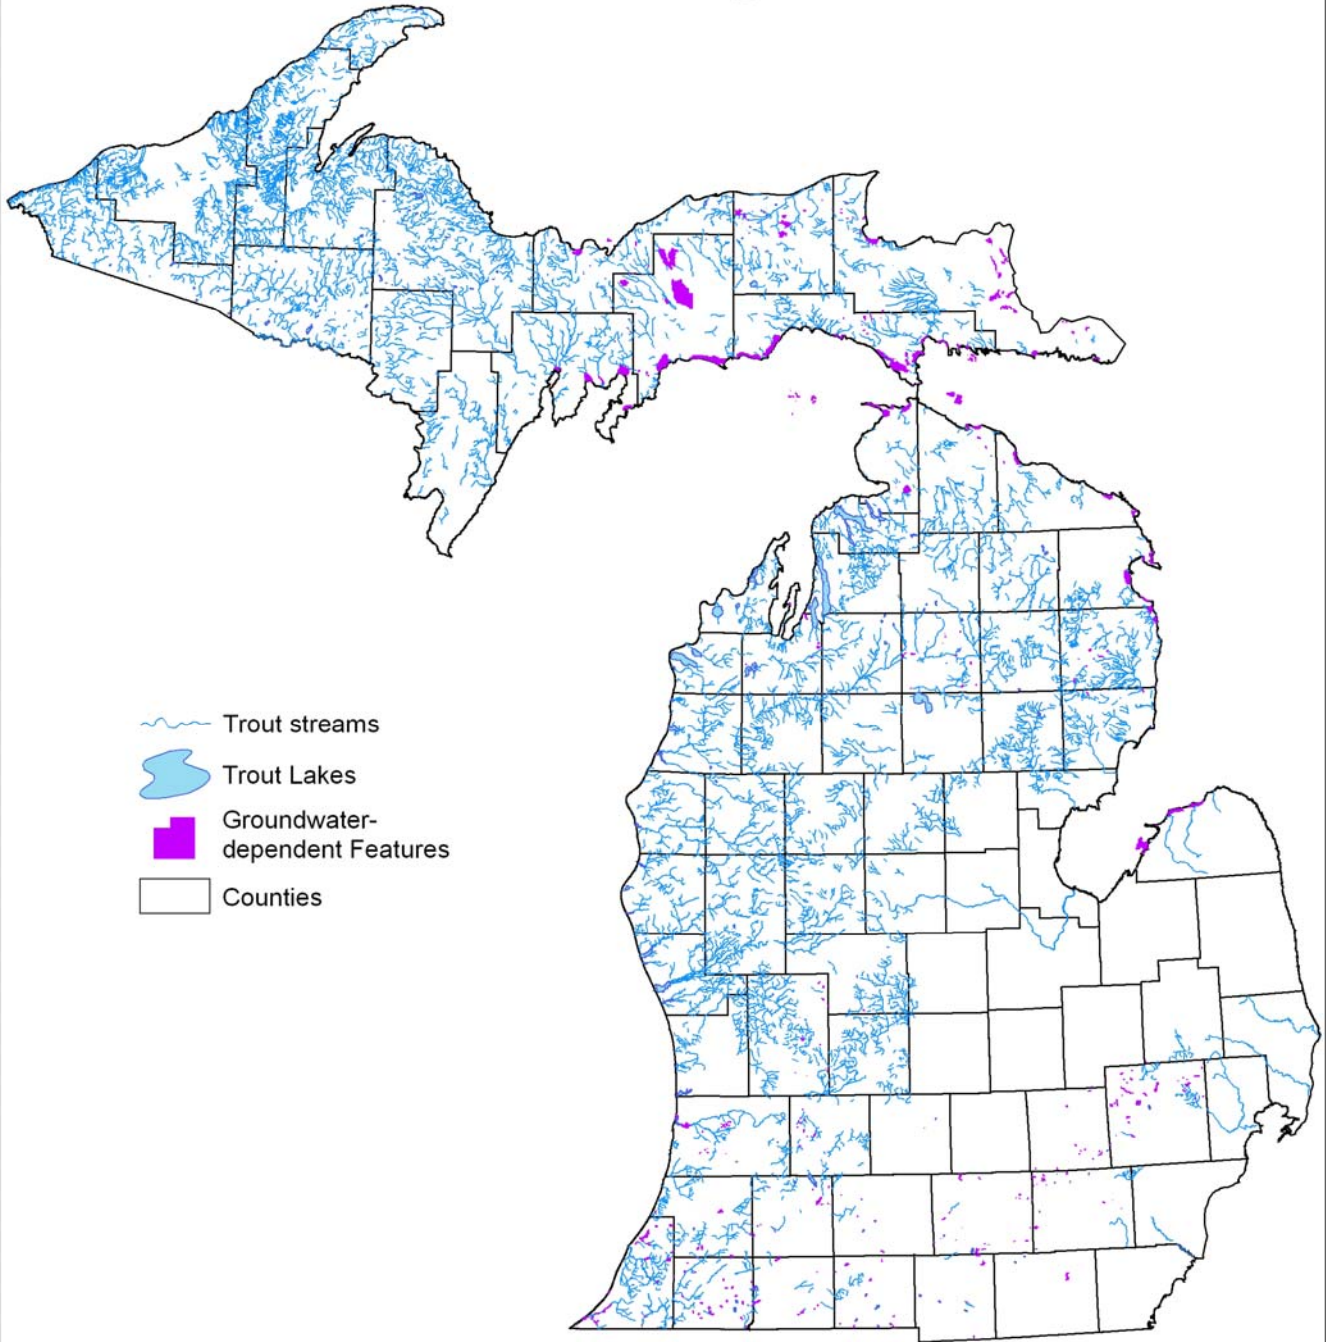 Trout streams
Trout Lakes
Groundwater-
dependent Features
Counties